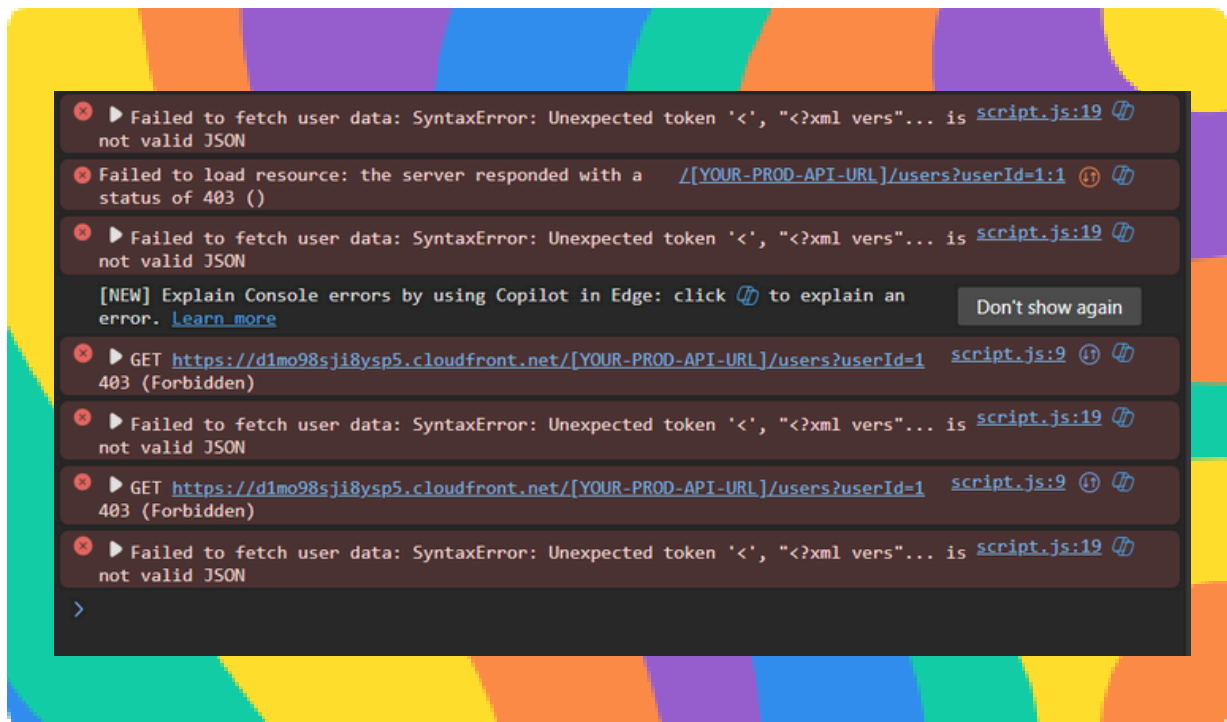 Failed to fetch user data: SyntaxError: Unexpected token '<', "<?xml vers"... is script.js:19
not valid JSON
Failed to load resource: the server responded with a /[YOUR-PROD-API-URL]/users?userId=1:1
status of 403 ()
Failed to fetch user data: SyntaxError: Unexpected token '<', "<?xml vers"... is script.js:19
not valid JSON
[NEW] Explain Console errors by using Copilot in Edge: click to explain an
error. Learn more
Don't show again
GET https://d1mo98sji8ysp5.cloudfront.net/[YOUR-PROD-API-URL]/users?userId=1 script.js:9
403 (Forbidden)
Failed to fetch user data: SyntaxError: Unexpected token '<', "<?xml vers"... is script.js:19
not valid JSON
GET https://d1mo98sji8ysp5.cloudfront.net/[YOUR-PROD-API-URL]/users?userId=1 script.js:9
403 (Forbidden)
Failed to fetch user data: SyntaxError: Unexpected token '<', "<?xml vers"... is script.js:19
not valid JSON